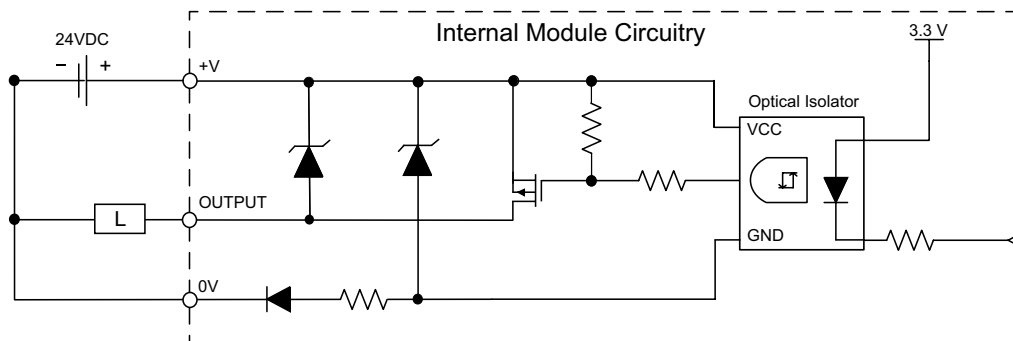 Internal Module Circuitry
24VDC
3.3 V
− +
+V
Optical Isolator
VCC
OUTPUT
L
GND
0V